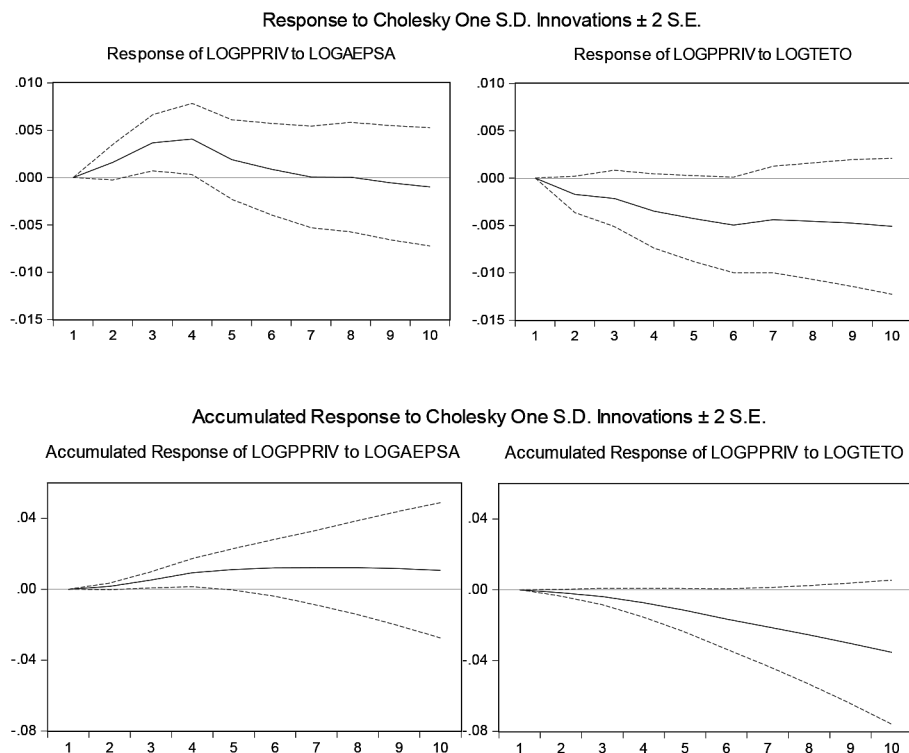 Response to Cholesky One S.D. Innovations ± 2 S.E.
Response of LOGPPRIV to LOGAEPSA
Response of LOGPPRIV to LOGTETO
.010
.005
.000
-.005
-.010
-.015
1 2 3 4 5 6 7 8 9 10
.010
.005
.000
-.005
-.010
-.015
1 2 3 4 5 6 7 8 9 10
Accumulated Response to Cholesky One S.D. Innovations ± 2 S.E.
Accumulated Response of LOGPPRIV to LOGAEPSA
Accumulated Response of LOGPPRIV to LOGTETO
.04
.00
-.04
-.08
1 2 3 4 5 6 7 8 9 10
.04
.00
-.04
-.08
1 2 3 4 5 6 7 8 9 10